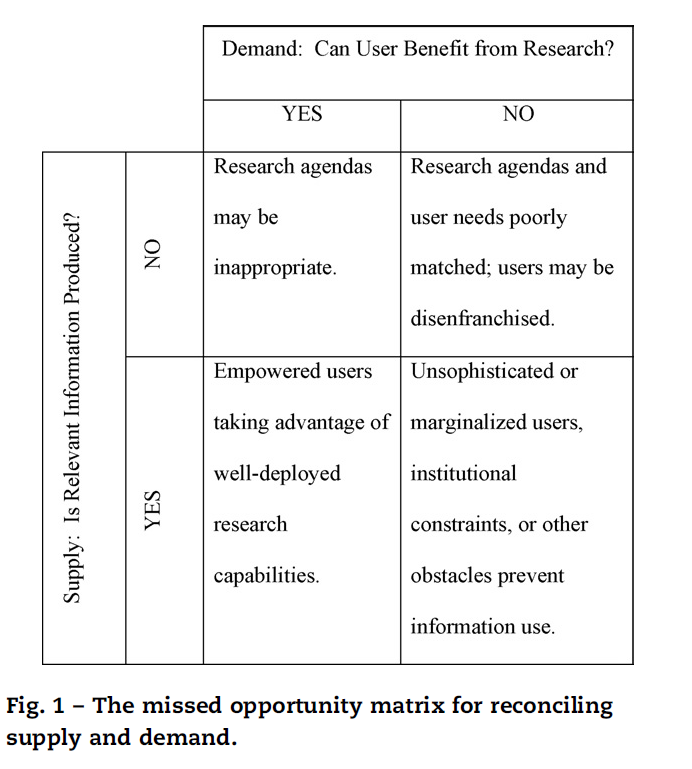 Demand: Can User Benefit from Research?
YES
NO
Supply: Is Relevant Information Produced?
NO
Research agendas
may be
inappropriate.
Research agendas and
user needs poorly
matched; users may be
disenfranchised.
YES
Empowered users
taking advantage of
well-deployed
research
capabilities.
Unsophisticated or
marginalized users,
institutional
constraints, or other
obstacles prevent
information use.
Fig. 1 – The missed opportunity matrix for reconciling
supply and demand.